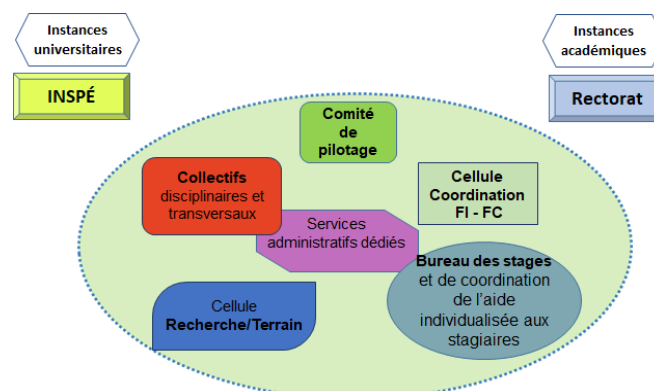 Instances
universitaires
INSPÉ
Instances
académiques
Rectorat
Comité
de
pilotage
Collectifs
disciplinaires et
transversaux
Cellule
Coordination
FI - FC
Services
administratifs dédiés
Bureau des stages
et de coordination
de l'aide
individualisée aux
stagiaires
Cellule
Recherche/Terrain